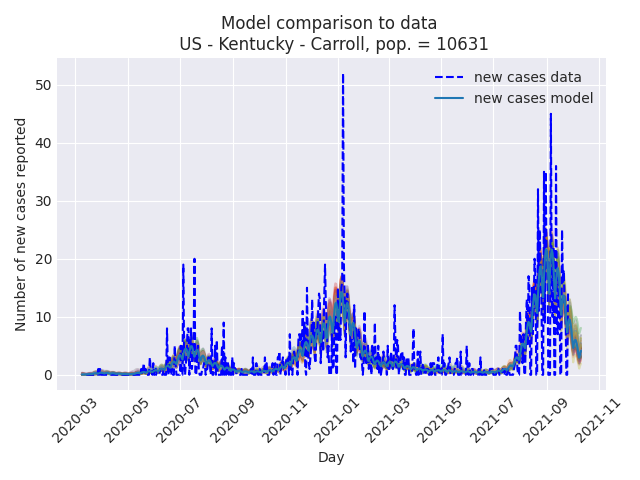 Model comparison to data
US - Kentucky - Carroll, pop. = 10631
new cases data
new cases model
Number of new cases reported
50
40
30
20
10
0
2020-03
2020-05
2020-07
2020-09
2020-11
2021-01
2021-03
2021-05
2021-07
2021-09
2021-11
Day